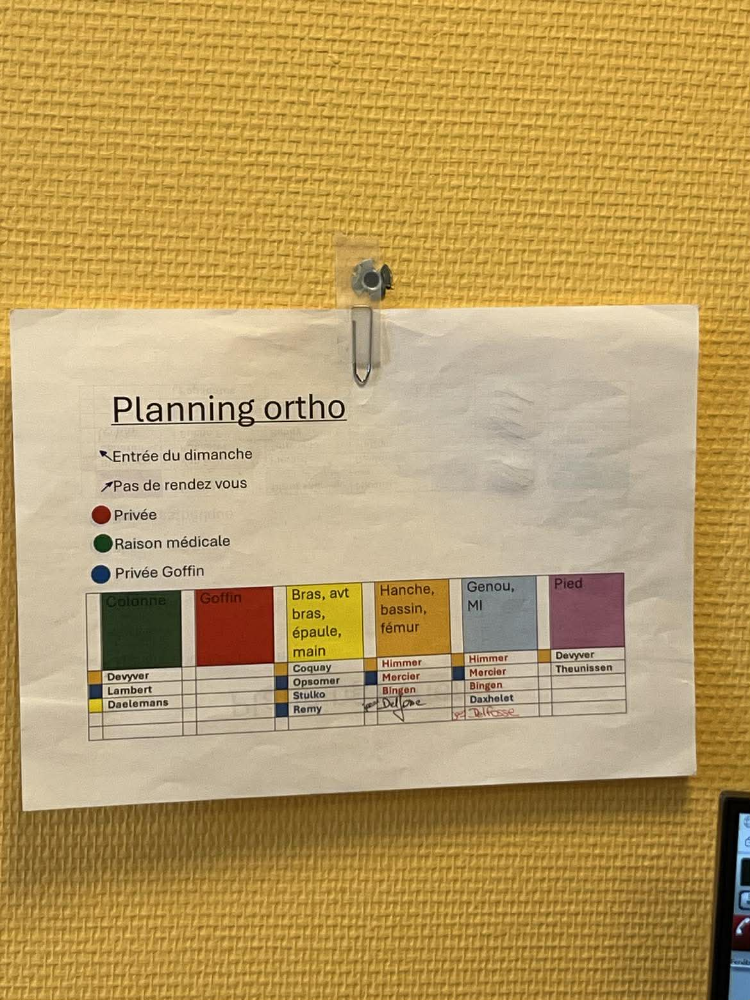 Planning ortho
Entrée du dimanche
Pas de rendez vous
Privée
Raison médicale
Privée Goffin
Colonne
Goffin
Bras, avt
bras,
épaule,
main
Hanche,
bassin,
fémur
Genou,
MI
Pied
Devyver
Lambert
Daelemans
Coquay
Opsomer
Stulko
Remy
Himmer
Mercier
Bingen
Delfosse
Himmer
Mercier
Bingen
Daxhelet
Delfosse
Devyver
Theunissen